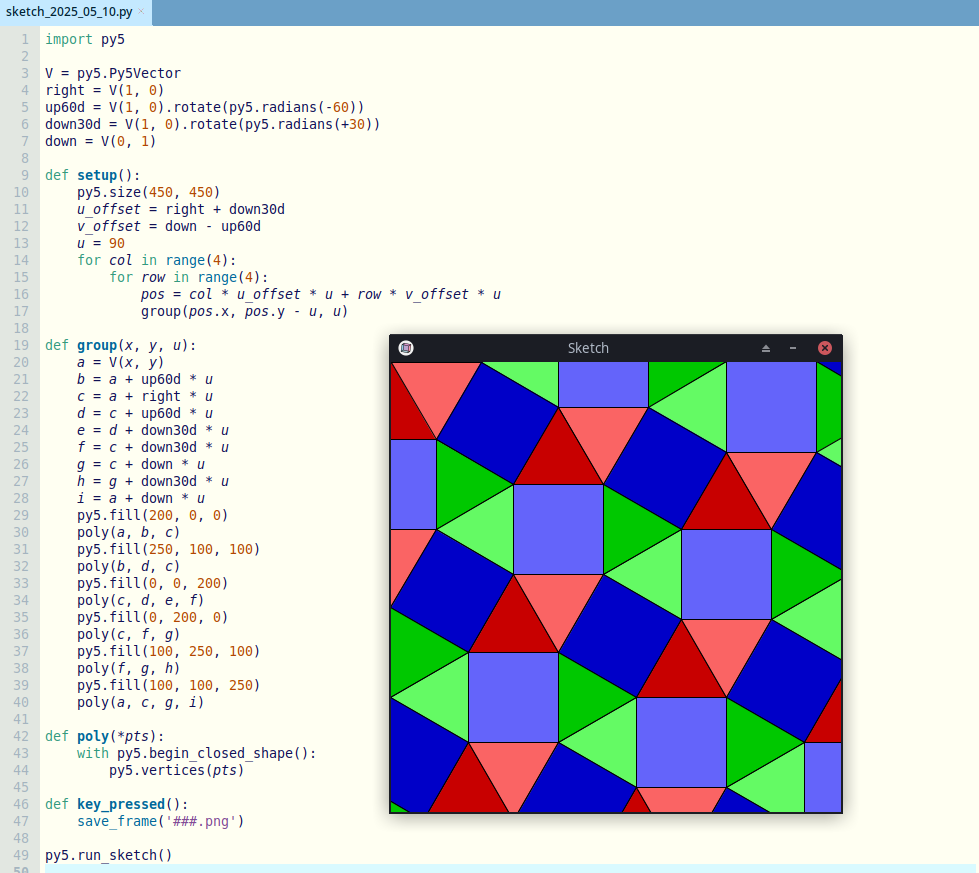 sketch_2025_05_10.py ×
1 import py5
2
3 V = py5.Py5Vector
4 right = V(1, 0)
5 up60d = V(1, 0).rotate(py5.radians(-60))
6 down30d = V(1, 0).rotate(py5.radians(+30))
7 down = V(0, 1)
8
9 def setup():
10     py5.size(450, 450)
11     u_offset = right + down30d
12     v_offset = down - up60d
13     u = 90
14     for col in range(4):
15         for row in range(4):
16             pos = col * u_offset * u + row * v_offset * u
17             group(pos.x, pos.y - u, u)
18
19 def group(x, y, u):
20     a = V(x, y)
21     b = a + up60d * u
22     c = a + right * u
23     d = c + up60d * u
24     e = d + down30d * u
25     f = c + down30d * u
26     g = c + down * u
27     h = g + down30d * u
28     i = a + down * u
29     py5.fill(200, 0, 0)
30     poly(a, b, c)
31     py5.fill(250, 100, 100)
32     poly(b, d, c)
33     py5.fill(0, 0, 200)
34     poly(c, d, e, f)
35     py5.fill(0, 200, 0)
36     poly(c, f, g)
37     py5.fill(100, 250, 100)
38     poly(f, g, h)
39     py5.fill(100, 100, 250)
40     poly(a, c, g, i)
41
42 def poly(*pts):
43     with py5.begin_closed_shape():
44         py5.vertices(pts)
45
46 def key_pressed():
47     save_frame('###.png')
48
49 py5.run_sketch()
50
Sketch